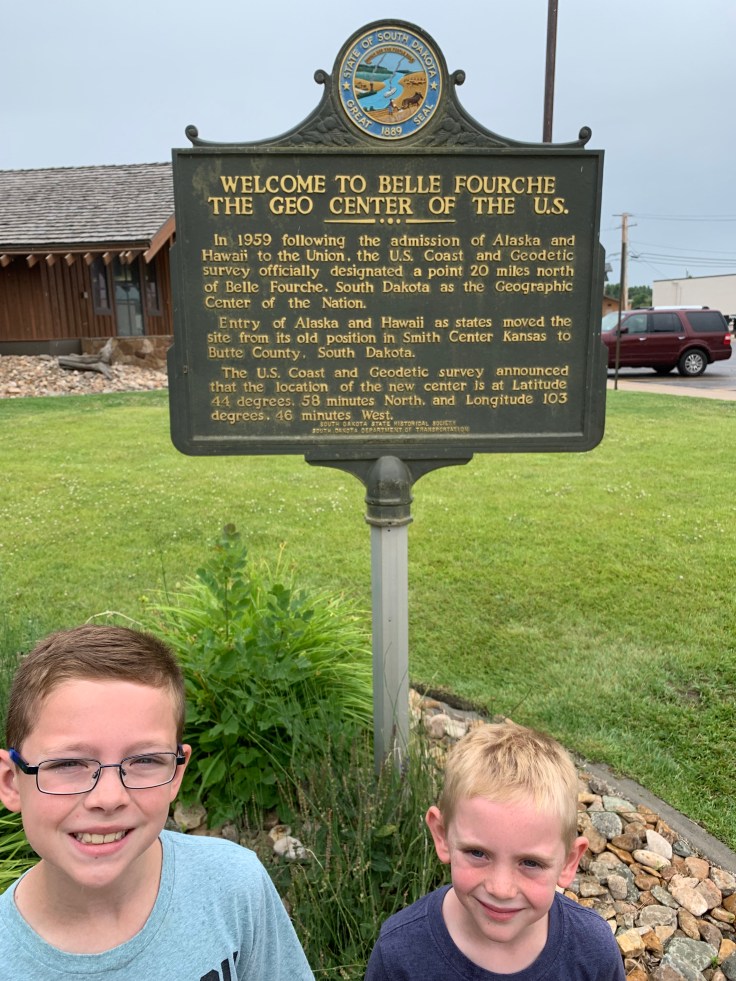 STATE OF SOUTH DAKOTA
GREAT SEAL
1889
WELCOME TO BELLE FOURCHE
THE GEO CENTER OF THE U.S.
In 1959 following the admission of Alaska and
Hawaii to the Union, the U.S. Coast and Geodetic
survey officially designated a point 20 miles north
of Belle Fourche, South Dakota as the Geographic
Center of the Nation.
Entry of Alaska and Hawaii as states moved the
site from its old position in Smith Center Kansas to
Butte County, South Dakota.
The U.S. Coast and Geodetic survey announced
that the location of the new center is at Latitude
44 degrees, 58 minutes North, and Longitude 103
degrees, 46 minutes West.
SOUTH DAKOTA STATE HISTORICAL SOCIETY
SOUTH DAKOTA DEPARTMENT OF TRANSPORTATION